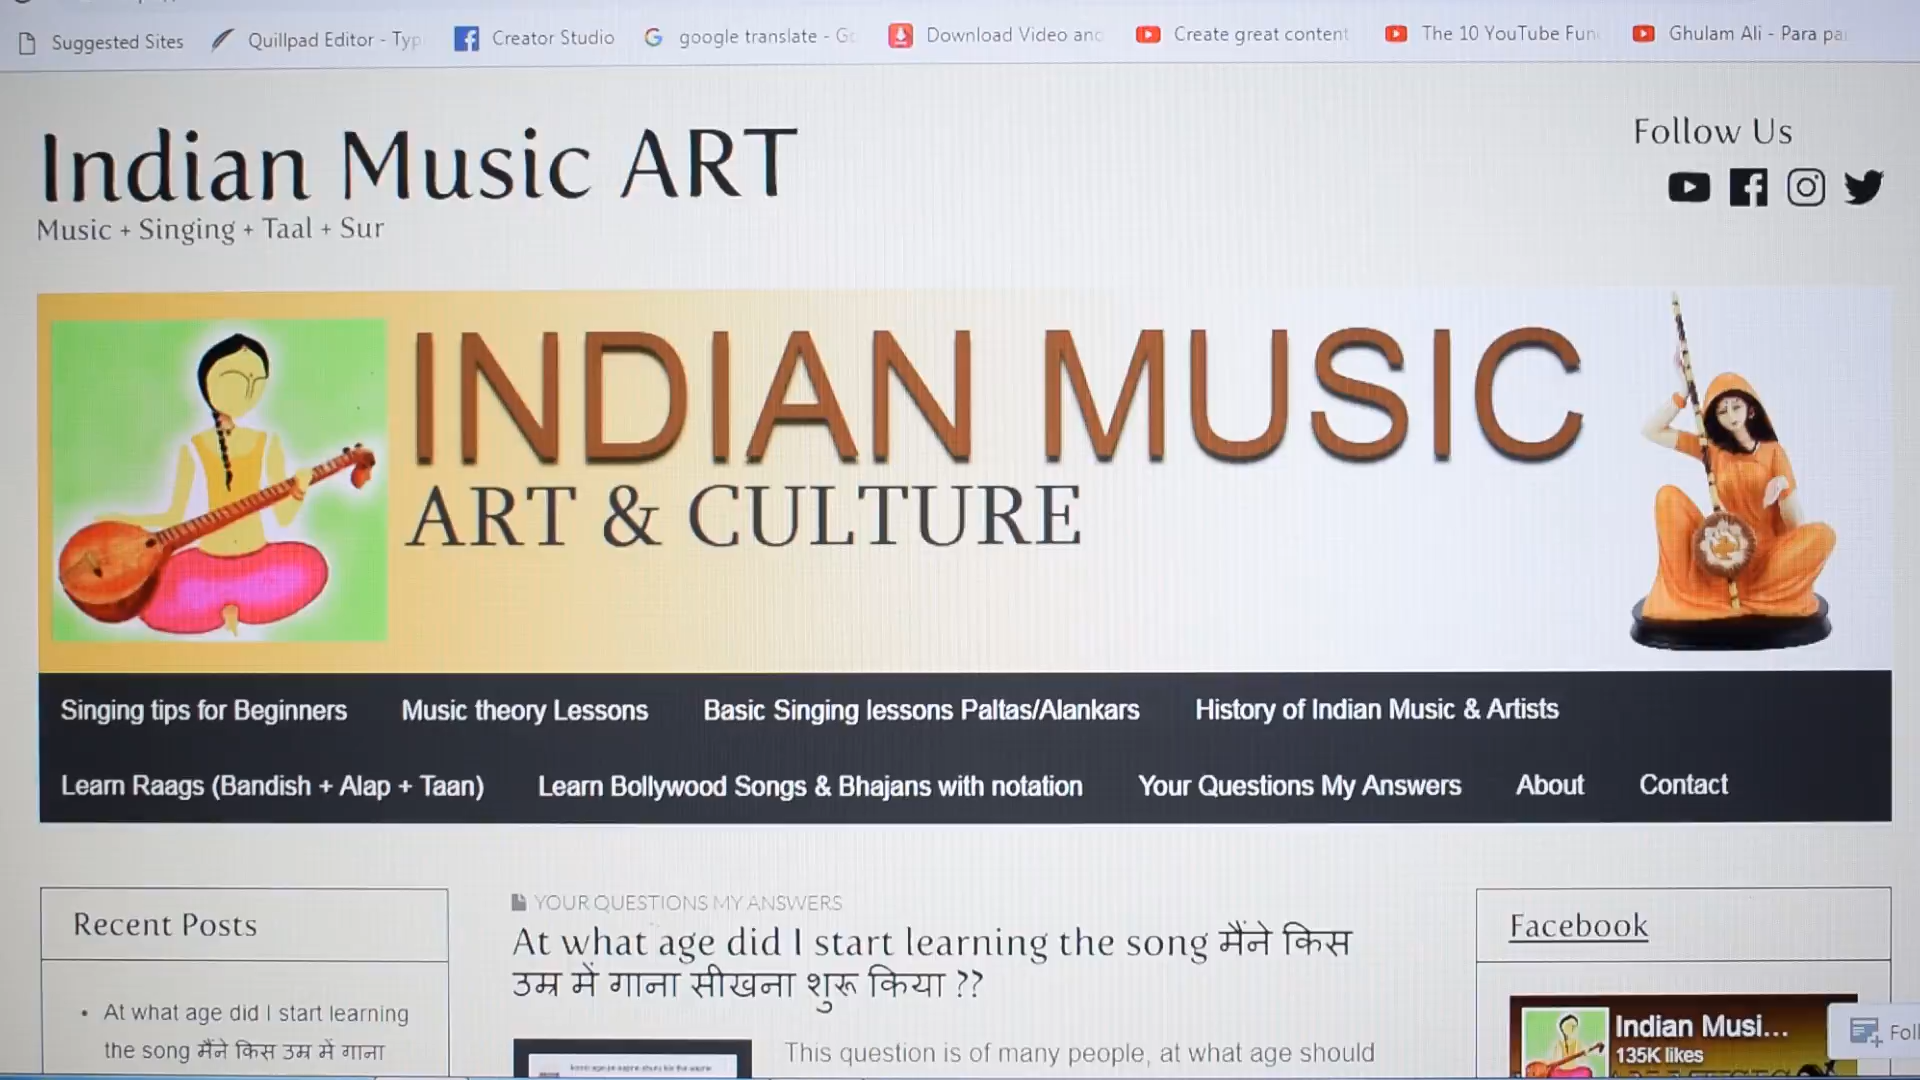 Suggested Sites
Quillpad Editor - Typ
Creator Studio
google translate - Go
Download Video and
Create great content
The 10 YouTube Fun
Ghulam Ali - Para pa
Indian Music ART
Music + Singing + Taal + Sur
Follow Us
INDIAN MUSIC
ART & CULTURE
Singing tips for Beginners
Music theory Lessons
Basic Singing lessons Paltas/Alankars
History of Indian Music & Artists
Learn Raags (Bandish + Alap + Taan)
Learn Bollywood Songs & Bhajans with notation
Your Questions My Answers
About
Contact
Recent Posts
• At what age did I start learning
the song मैंने किस उम्र में गाना
YOUR QUESTIONS MY ANSWERS
At what age did I start learning the song मैंने किस
उम्र में गाना सीखना शुरू किया ??
This question is of many people, at what age should
Facebook
Indian Musi...
135K likes
Foll